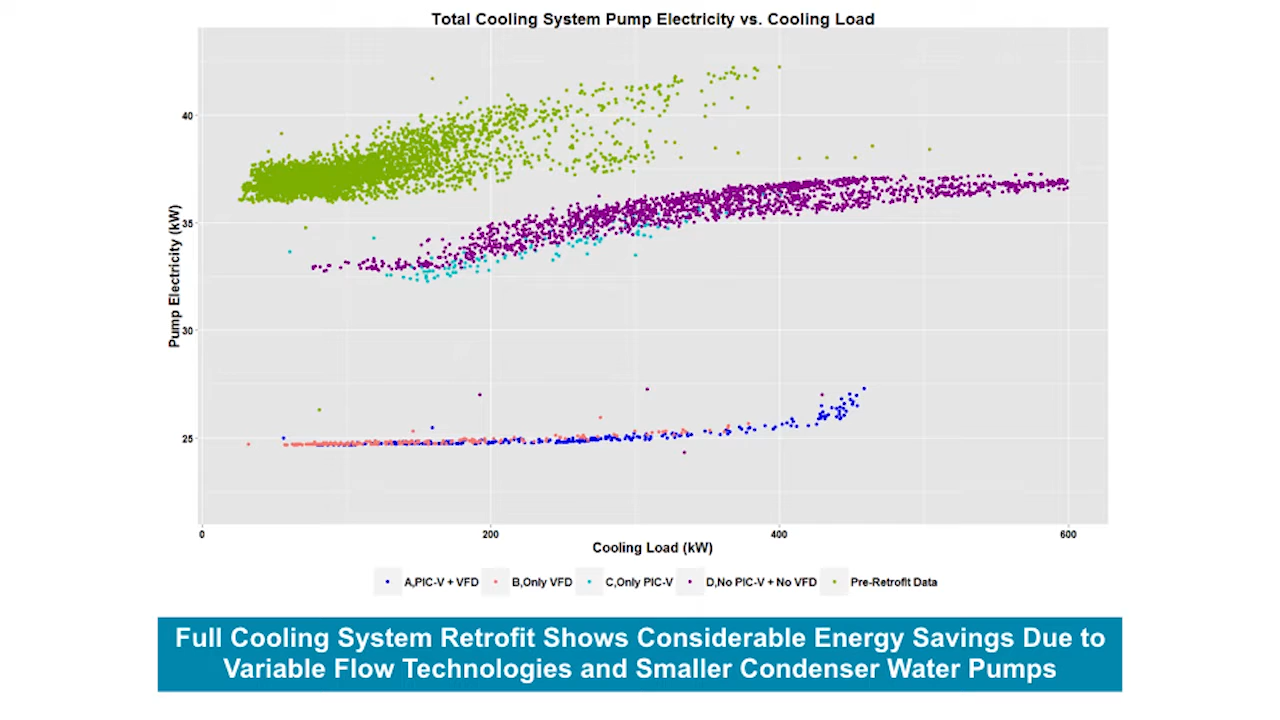 Total Cooling System Pump Electricity vs. Cooling Load
40
35
30
25
Pump Electricity (kW)
0 200 400 600
Cooling Load (kW)
A,PIC-V + VFD B,Only VFD C,Only PIC-V D,No PIC-V + No VFD Pre-Retrofit Data
Full Cooling System Retrofit Shows Considerable Energy Savings Due to
Variable Flow Technologies and Smaller Condenser Water Pumps